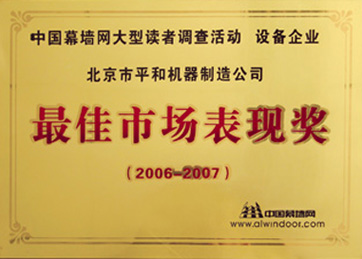 中国幕墙网大型读者调查活动 设备企业
北京市平和机器制造公司
最佳市场表现奖
(2006-2007)
中国幕墙网
www.alwindoor.com